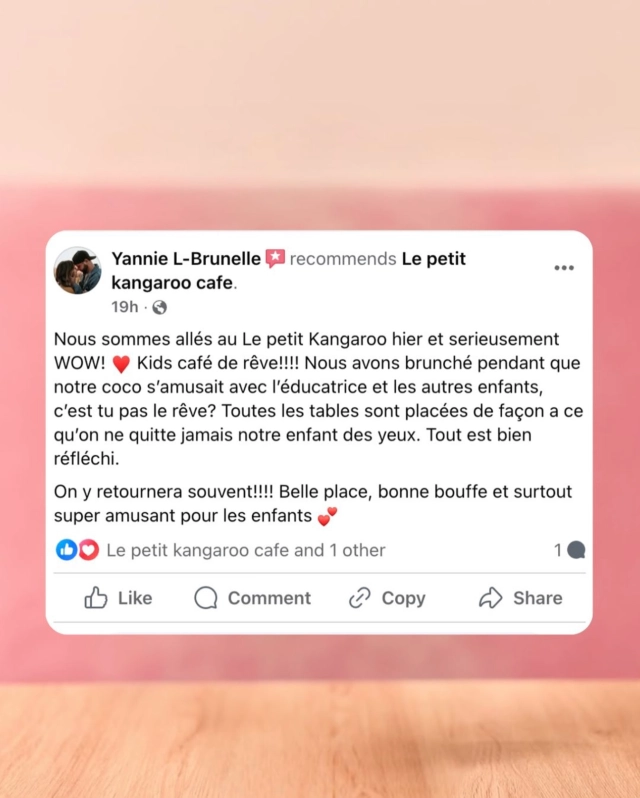 Yannie L-Brunelle recommends Le petit
kangaroo cafe.
19h ·
Nous sommes allés au Le petit Kangaroo hier et serieusement
WOW! ❤️ Kids café de rêve!!!! Nous avons brunché pendant que
notre coco s’amusait avec l’éducatrice et les autres enfants,
c’est tu pas le rêve? Toutes les tables sont placées de façon a ce
qu’on ne quitte jamais notre enfant des yeux. Tout est bien
réfléchi.
On y retournera souvent!!!! Belle place, bonne bouffe et surtout
super amusant pour les enfants 💕
Le petit kangaroo cafe and 1 other 1
Like Comment Copy Share